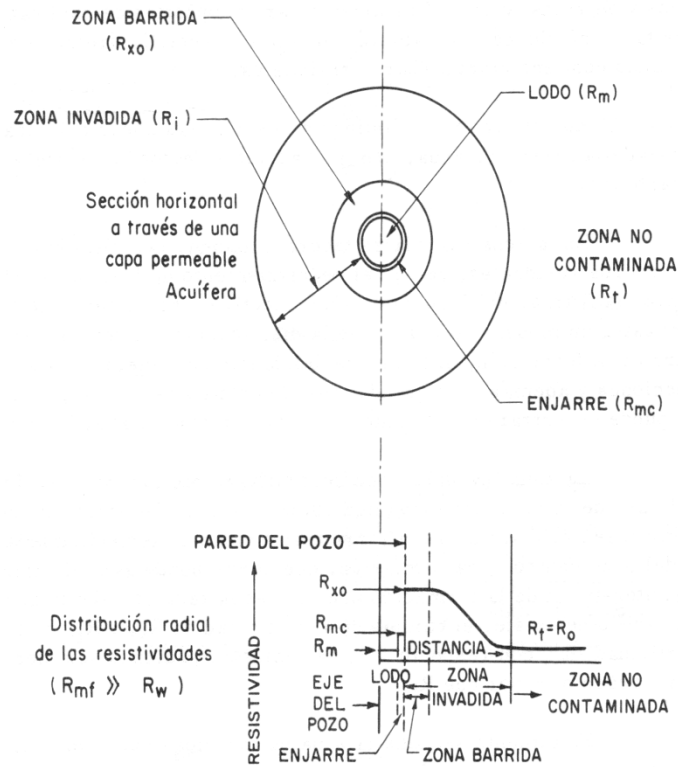 ZONA BARRIDA
(Rxo)
ZONA INVADIDA (Ri)
LODO (Rm)
Sección horizontal
a través de una
capa permeable
Acuífera
ZONA NO
CONTAMINADA
(Rt)
ENJARRE (Rmc)
PARED DEL POZO
RESISTIVIDAD
Rxo
Rmc
Rm
DISTANCIA
Rt=Ro
Distribución radial
de las resistividades
(Rmf >> Rw)
EJE
DEL
POZO
LODO
ZONA
INVADIDA
ZONA NO
CONTAMINADA
ENJARRE
ZONA BARRIDA